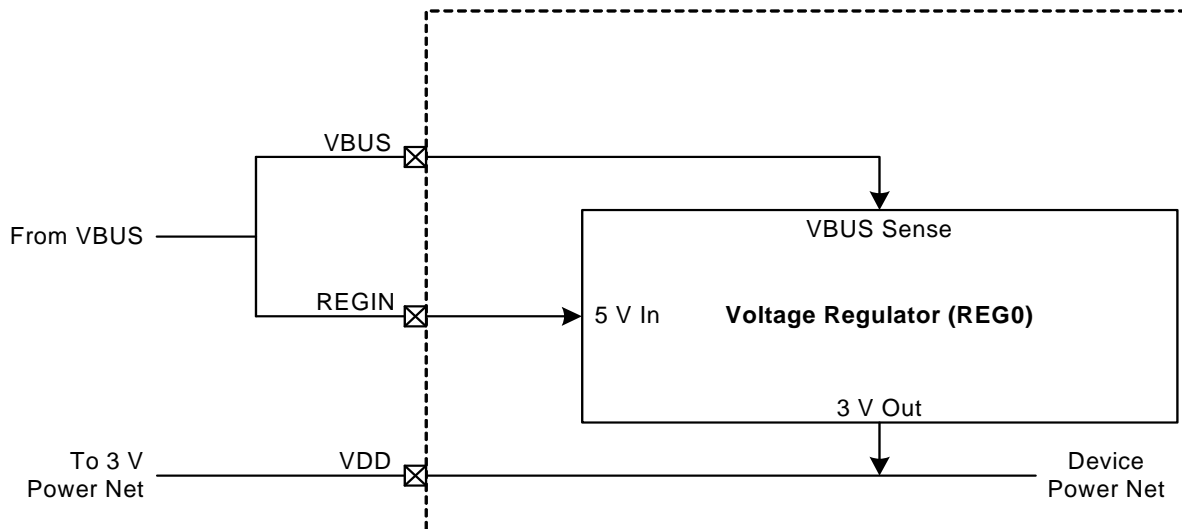 VBUS
From VBUS
VBUS Sense
REGIN
5 V In
Voltage Regulator (REG0)
3 V Out
To 3 V
Power Net
VDD
Device
Power Net